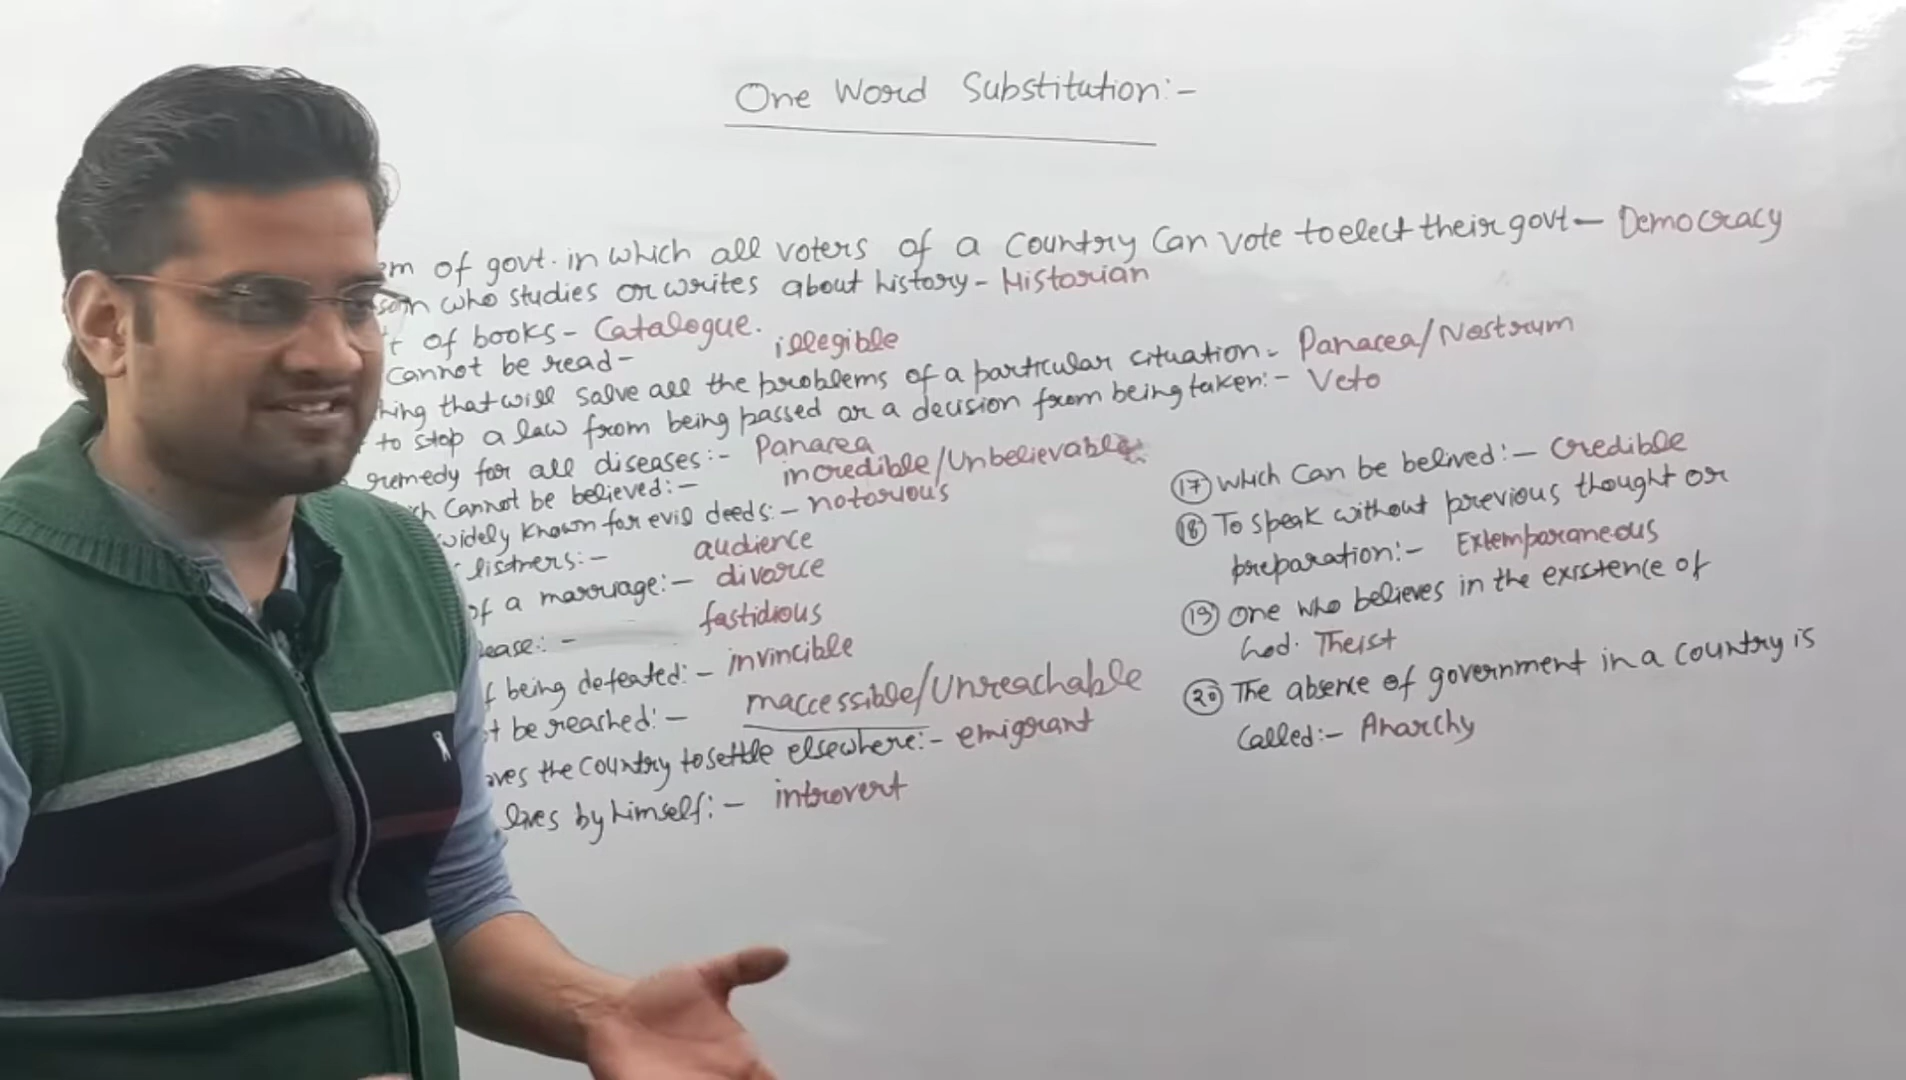 One Word Substitution:-
em of govt. in which all voters of a country can vote to elect their govt - Democracy
son who studies or writes about history - Historian
t of books - Catalogue.
cannot be read - illegible
hing that will solve all the problems of a particular cituation - Panacea/Nostrum
to stop a law from being passed or a decision from being taken:- Veto
remedy for all diseases:- Panacea
ch cannot be believed:- incredible/Unbelievable
widely known for evil deeds:- notorious
listners:- audience
of a marriage:- divorce
lease:- fastidious
f being defeated:- invincible
t be reached:- inaccessible/Unreachable
aves the country to settle elsewhere:- emigrant
lives by himself:- introvert
(17) Which can be belived:- Credible
(18) To speak without previous thought or
preparation:- Extemporaneous
(19) One who believes in the existence of
God. Theist
(20) The absence of government in a country is
called:- Anarchy